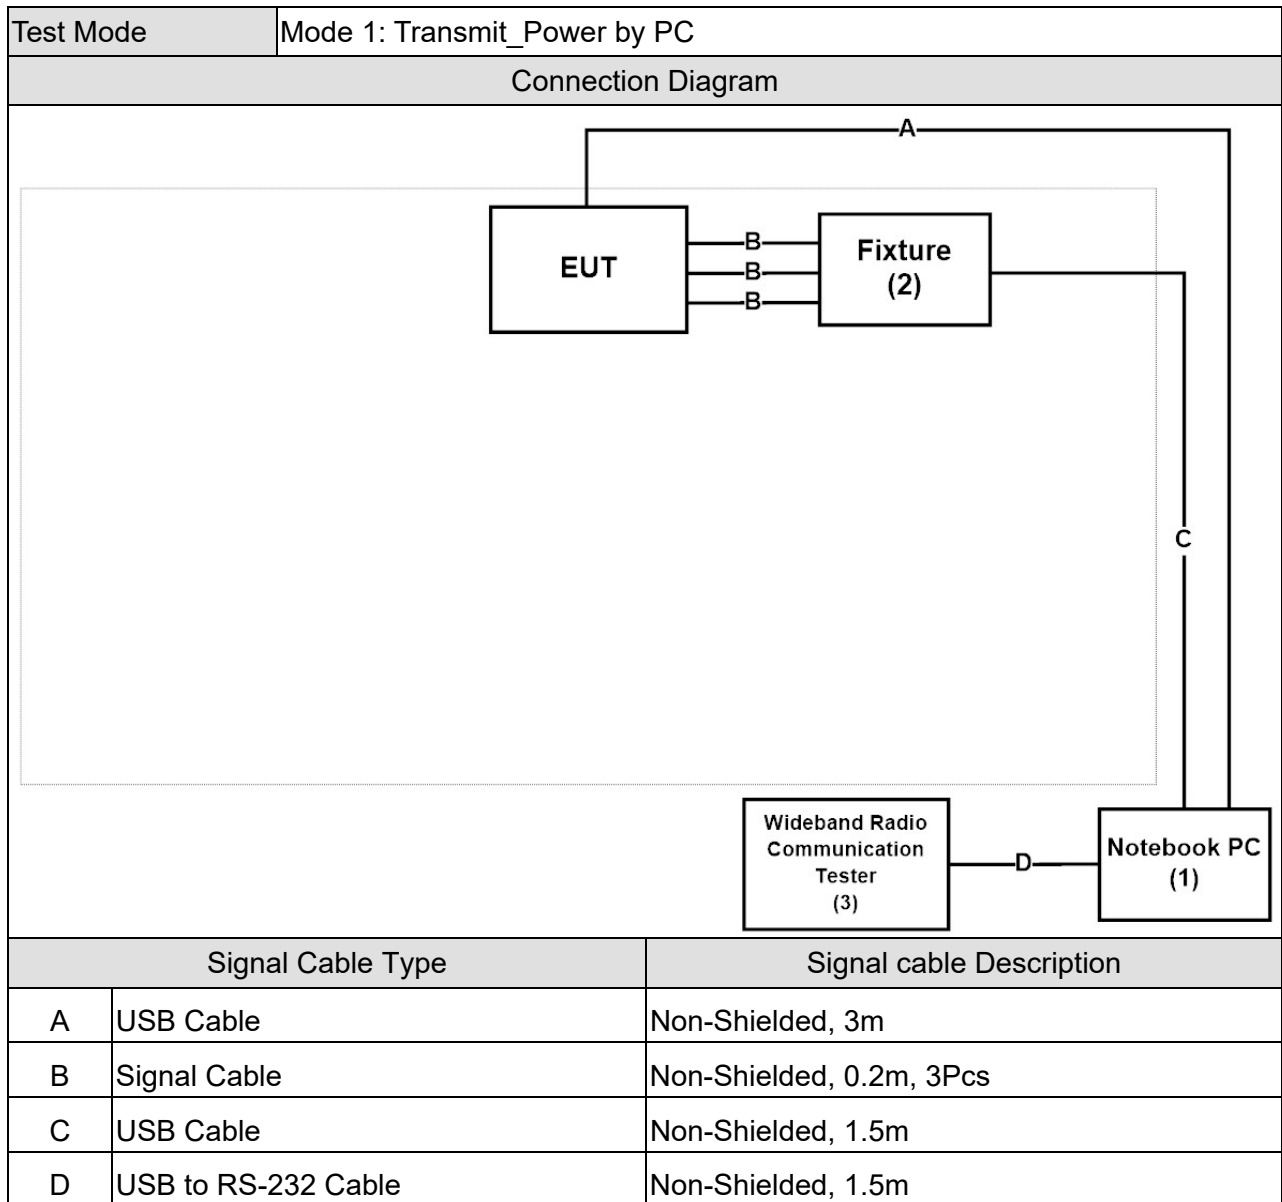 Test Mode Mode 1: Transmit_Power by PC
Connection Diagram
A
EUT
B
B
B
Fixture
(2)
C
Wideband Radio
Communication
Tester
(3)
D
Notebook PC
(1)
Signal Cable Type Signal cable Description
A USB Cable Non-Shielded, 3m
B Signal Cable Non-Shielded, 0.2m, 3Pcs
C USB Cable Non-Shielded, 1.5m
D USB to RS-232 Cable Non-Shielded, 1.5m